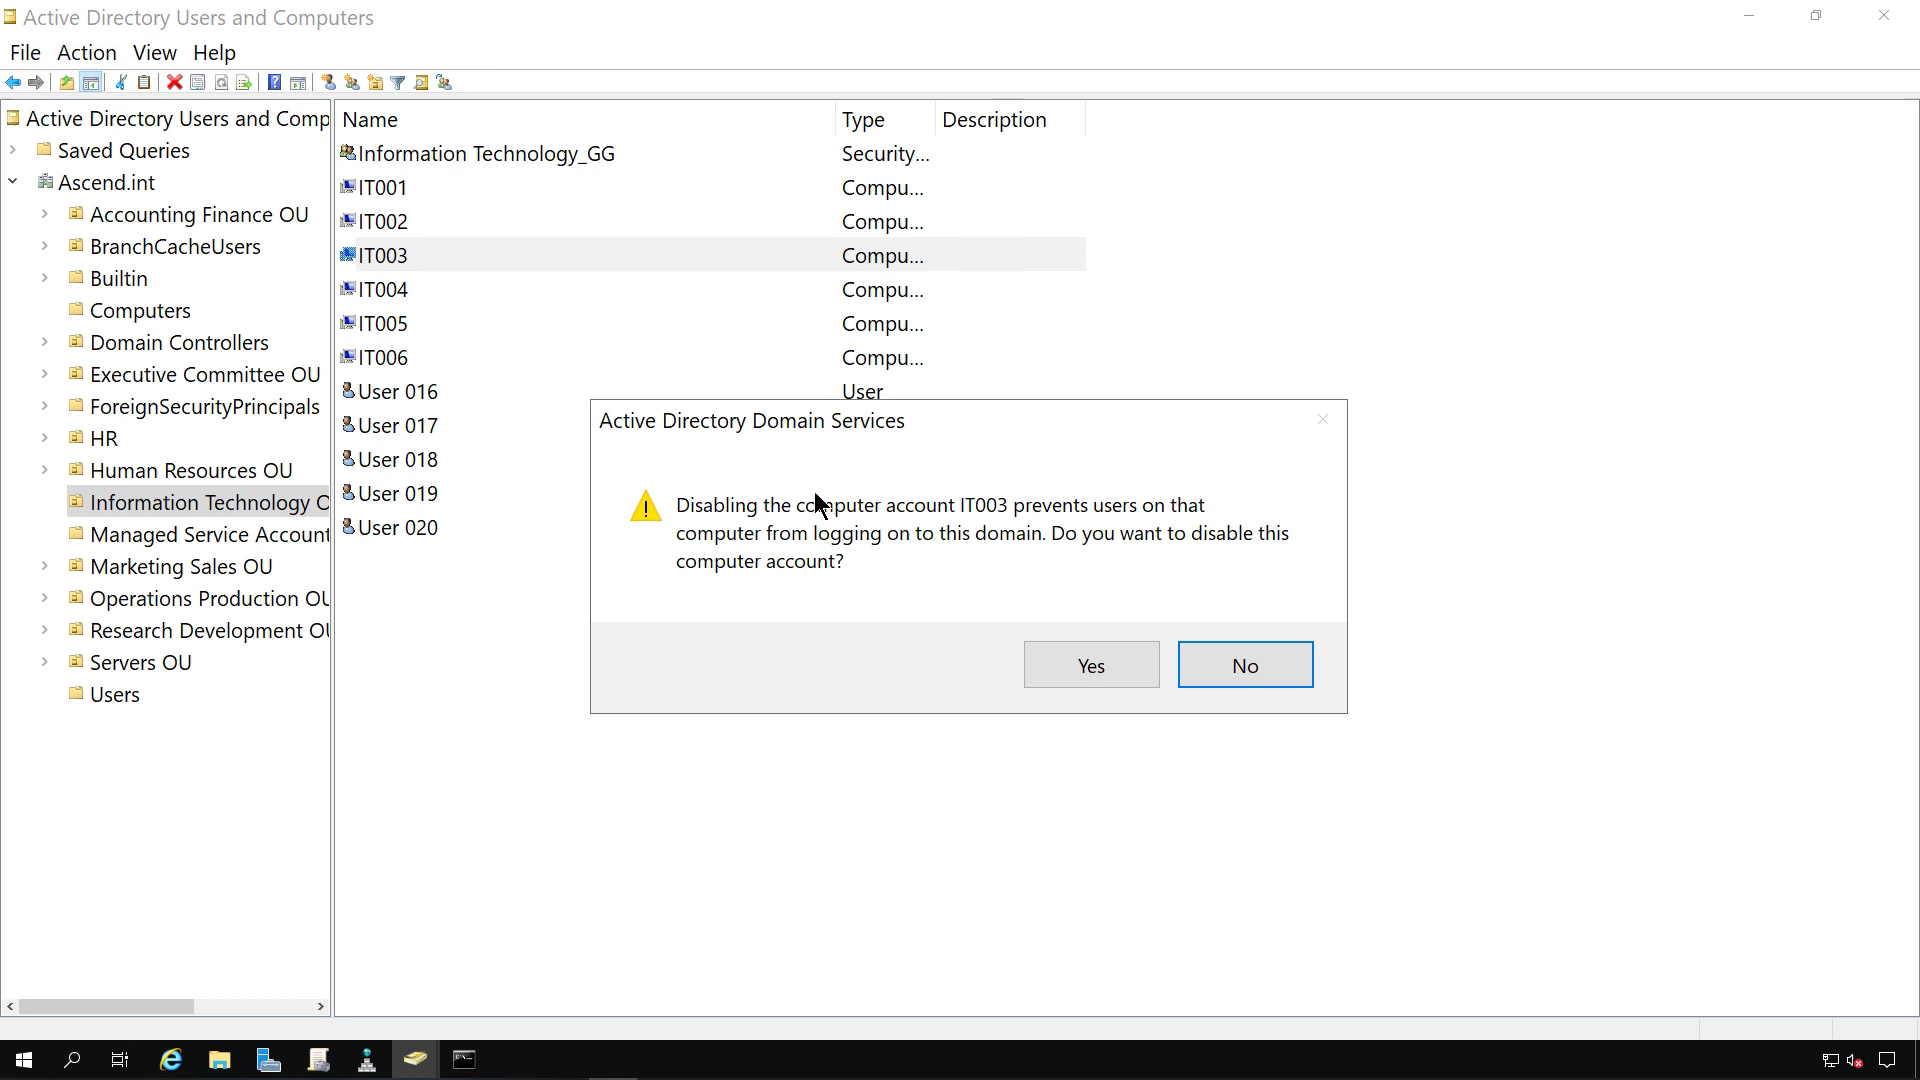 Active Directory Users and Computers
File Action View Help
Active Directory Users and Comp
Saved Queries
Ascend.int
Accounting Finance OU
BranchCacheUsers
Builtin
Computers
Domain Controllers
Executive Committee OU
ForeignSecurityPrincipals
HR
Human Resources OU
Information Technology O
Managed Service Account
Marketing Sales OU
Operations Production OU
Research Development OU
Servers OU
Users
Name Type Description
Information Technology_GG Security...
IT001 Compu...
IT002 Compu...
IT003 Compu...
IT004 Compu...
IT005 Compu...
IT006 Compu...
User 016 User
User 017
User 018
User 019
User 020
Active Directory Domain Services
Disabling the computer account IT003 prevents users on that
computer from logging on to this domain. Do you want to disable this
computer account?
Yes No